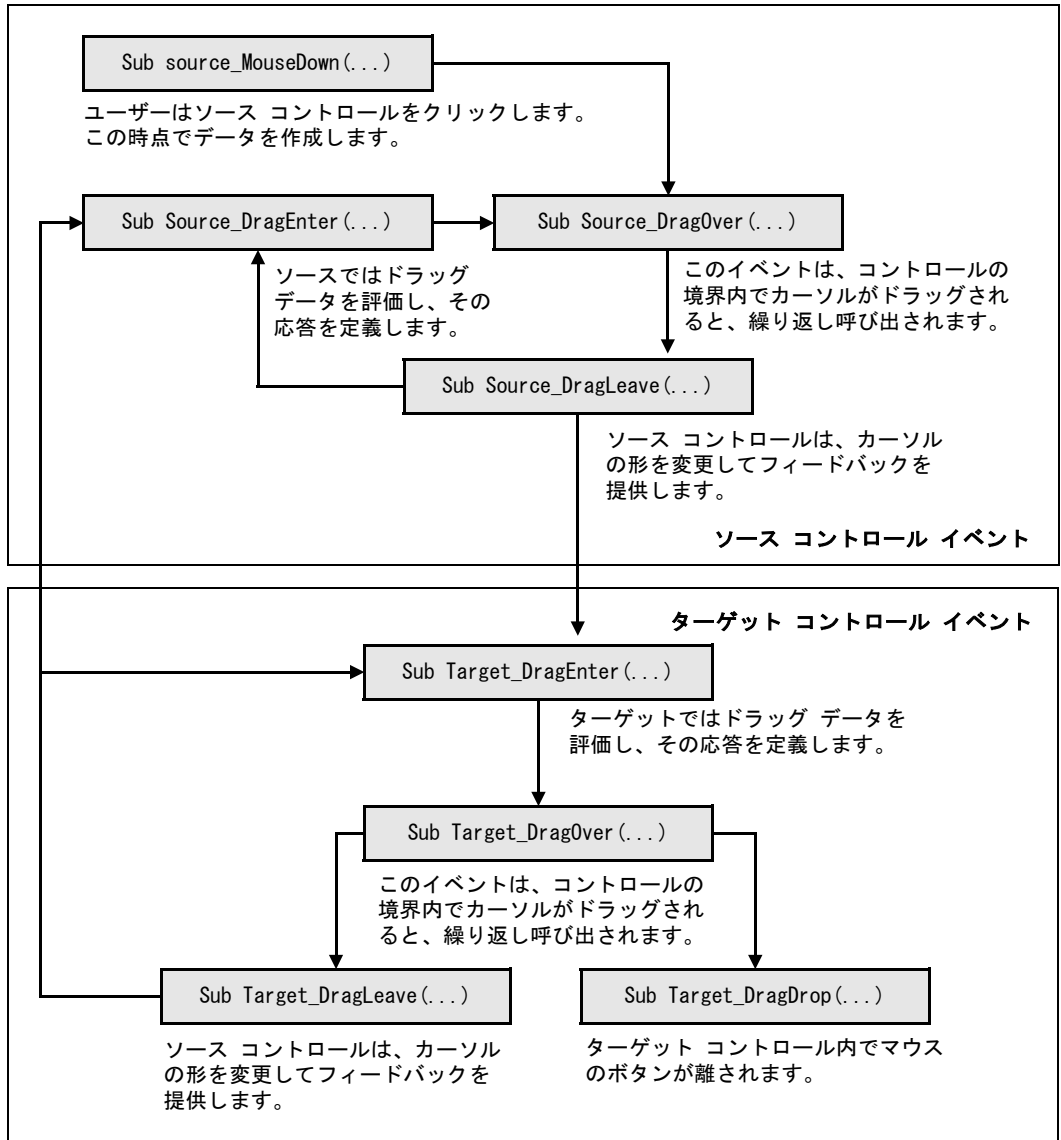 Sub source_MouseDown(...)
ユーザーはソース コントロールをクリックします。
この時点でデータを作成します。
Sub Source_DragEnter(...)
Sub Source_DragOver(...)
ソースではドラッグ
データを評価し、その
応答を定義します。
このイベントは、コントロールの
境界内でカーソルがドラッグされ
ると、繰り返し呼び出されます。
Sub Source_DragLeave(...)
ソース コントロールは、カーソル
の形を変更してフィードバックを
提供します。
ソース コントロール イベント
ターゲット コントロール イベント
Sub Target_DragEnter(...)
ターゲットではドラッグ データを
評価し、その応答を定義します。
Sub Target_DragOver(...)
このイベントは、コントロールの
境界内でカーソルがドラッグされ
ると、繰り返し呼び出されます。
Sub Target_DragLeave(...)
Sub Target_DragDrop(...)
ソース コントロールは、カーソル
の形を変更してフィードバックを
提供します。
ターゲット コントロール内でマウス
のボタンが離されます。